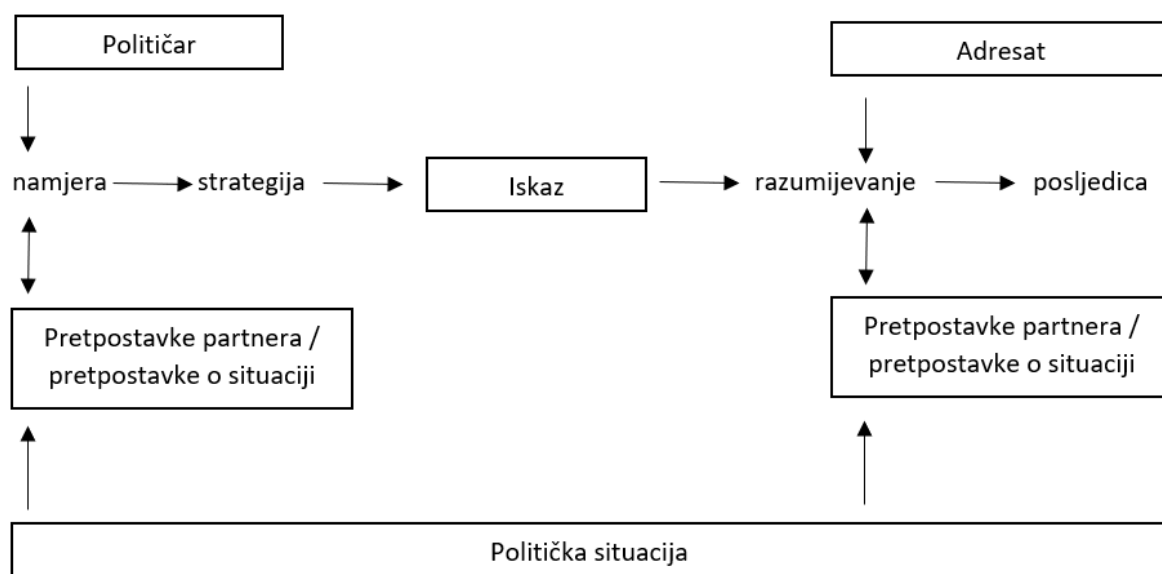 Političar
Adresat
namjera
strategija
Iskaz
razumijevanje
posljedica
Pretpostavke partnera /
pretpostavke o situaciji
Pretpostavke partnera /
pretpostavke o situaciji
Politička situacija